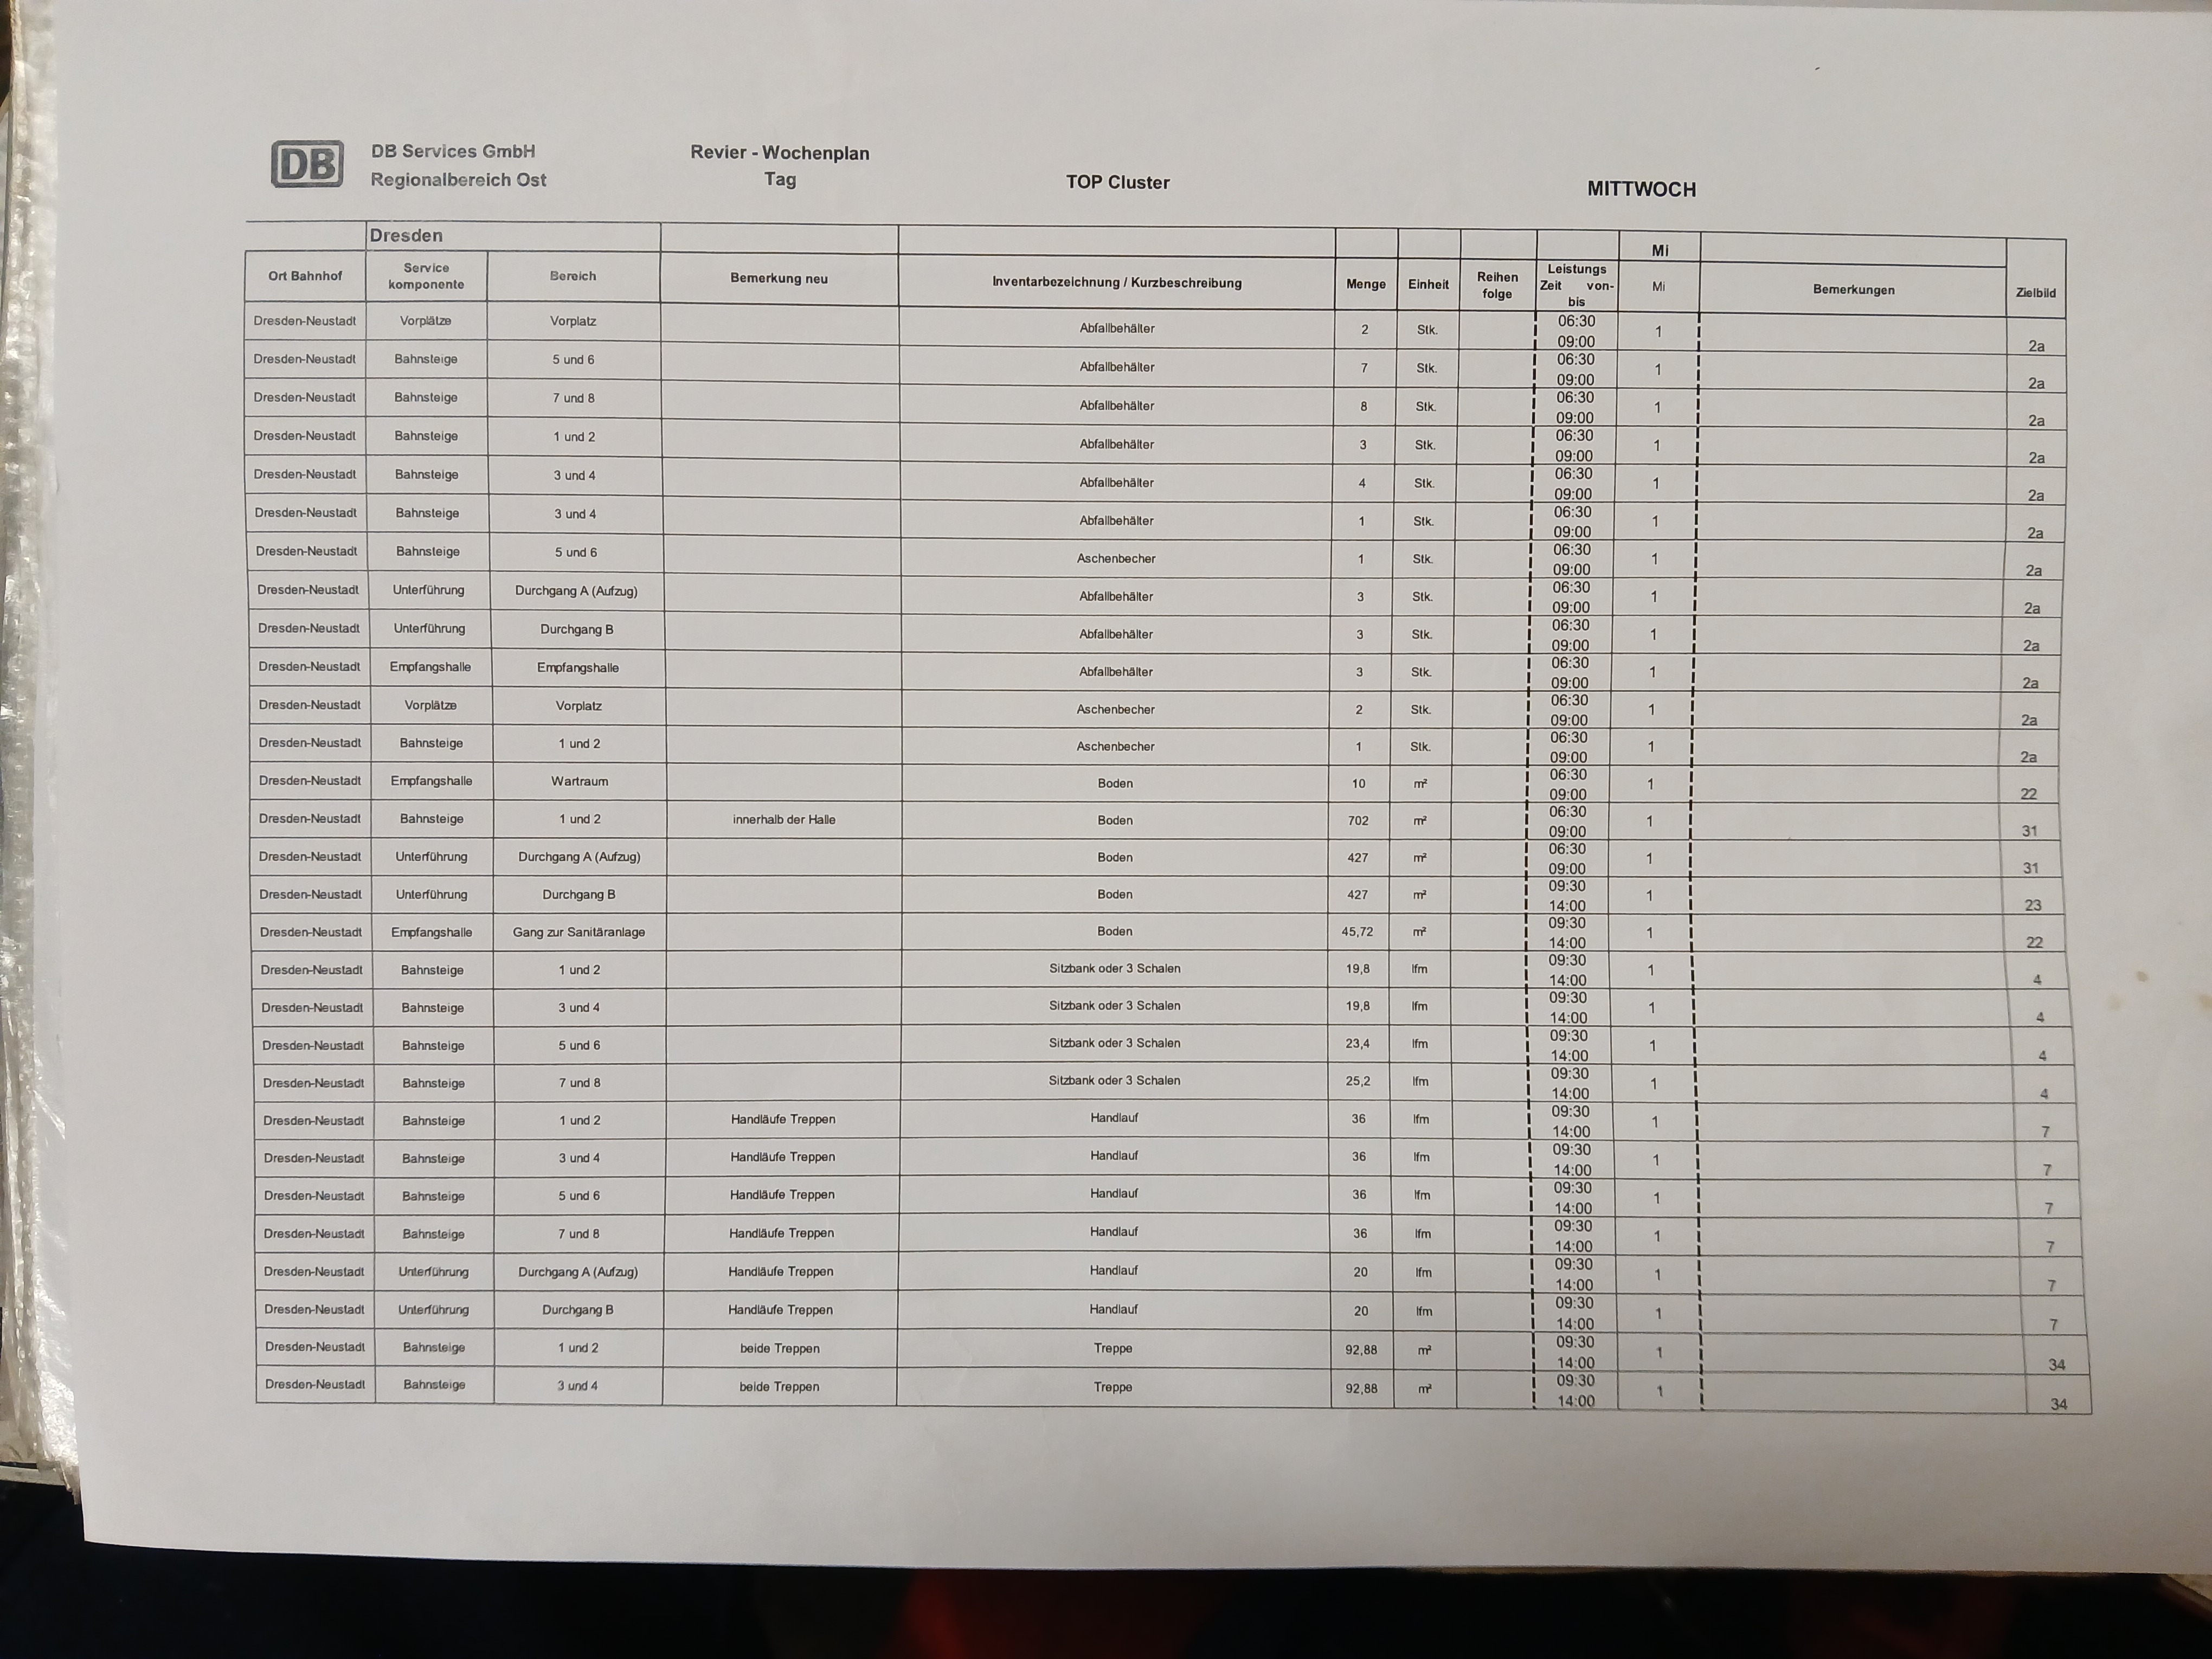 DB DB Services GmbH Revier - Wochenplan
Regionalbereich Ost Tag TOP Cluster MITTWOCH
Dresden Mi
Ort Bahnhof Service komponente Bereich Bemerkung neu Inventarbezeichnung / Kurzbeschreibung Menge Einheit Reihen folge Leistungs Zeit von- bis Mi Bemerkungen Zielbild
Dresden-Neustadt Vorplätze Vorplatz Abfallbehälter 2 Stk. 06:30 09:00 1 2a
Dresden-Neustadt Bahnsteige 5 und 6 Abfallbehälter 7 Stk. 06:30 09:00 1 2a
Dresden-Neustadt Bahnsteige 7 und 8 Abfallbehälter 8 Stk. 06:30 09:00 1 2a
Dresden-Neustadt Bahnsteige 1 und 2 Abfallbehälter 3 Stk. 06:30 09:00 1 2a
Dresden-Neustadt Bahnsteige 3 und 4 Abfallbehälter 4 Stk. 06:30 09:00 1 2a
Dresden-Neustadt Bahnsteige 3 und 4 Abfallbehälter 1 Stk. 06:30 09:00 1 2a
Dresden-Neustadt Bahnsteige 5 und 6 Aschenbecher 1 Stk. 06:30 09:00 1 2a
Dresden-Neustadt Unterführung Durchgang A (Aufzug) Abfallbehälter 3 Stk. 06:30 09:00 1 2a
Dresden-Neustadt Unterführung Durchgang B Abfallbehälter 3 Stk. 06:30 09:00 1 2a
Dresden-Neustadt Empfangshalle Empfangshalle Abfallbehälter 3 Stk. 06:30 09:00 1 2a
Dresden-Neustadt Vorplätze Vorplatz Aschenbecher 2 Stk. 06:30 09:00 1 2a
Dresden-Neustadt Bahnsteige 1 und 2 Aschenbecher 1 Stk. 06:30 09:00 1 2a
Dresden-Neustadt Empfangshalle Wartraum Boden 10 m² 06:30 09:00 1 22
Dresden-Neustadt Bahnsteige 1 und 2 innerhalb der Halle Boden 702 m² 06:30 09:00 1 31
Dresden-Neustadt Unterführung Durchgang A (Aufzug) Boden 427 m² 06:30 09:00 1 31
Dresden-Neustadt Unterführung Durchgang B Boden 427 m² 09:30 14:00 1 23
Dresden-Neustadt Empfangshalle Gang zur Sanitäranlage Boden 45,72 m² 09:30 14:00 1 22
Dresden-Neustadt Bahnsteige 1 und 2 Sitzbank oder 3 Schalen 19,8 lfm 09:30 14:00 1 4
Dresden-Neustadt Bahnsteige 3 und 4 Sitzbank oder 3 Schalen 19,8 lfm 09:30 14:00 1 4
Dresden-Neustadt Bahnsteige 5 und 6 Sitzbank oder 3 Schalen 23,4 lfm 09:30 14:00 1 4
Dresden-Neustadt Bahnsteige 7 und 8 Sitzbank oder 3 Schalen 25,2 lfm 09:30 14:00 1 4
Dresden-Neustadt Bahnsteige 1 und 2 Handläufe Treppen Handlauf 36 lfm 09:30 14:00 1 7
Dresden-Neustadt Bahnsteige 3 und 4 Handläufe Treppen Handlauf 36 lfm 09:30 14:00 1 7
Dresden-Neustadt Bahnsteige 5 und 6 Handläufe Treppen Handlauf 36 lfm 09:30 14:00 1 7
Dresden-Neustadt Bahnsteige 7 und 8 Handläufe Treppen Handlauf 36 lfm 09:30 14:00 1 7
Dresden-Neustadt Unterführung Durchgang A (Aufzug) Handläufe Treppen Handlauf 20 lfm 09:30 14:00 1 7
Dresden-Neustadt Unterführung Durchgang B Handläufe Treppen Handlauf 20 lfm 09:30 14:00 1 7
Dresden-Neustadt Bahnsteige 1 und 2 beide Treppen Treppe 92,88 m² 09:30 14:00 1 34
Dresden-Neustadt Bahnsteige 3 und 4 beide Treppen Treppe 92,88 m² 09:30 14:00 1 34